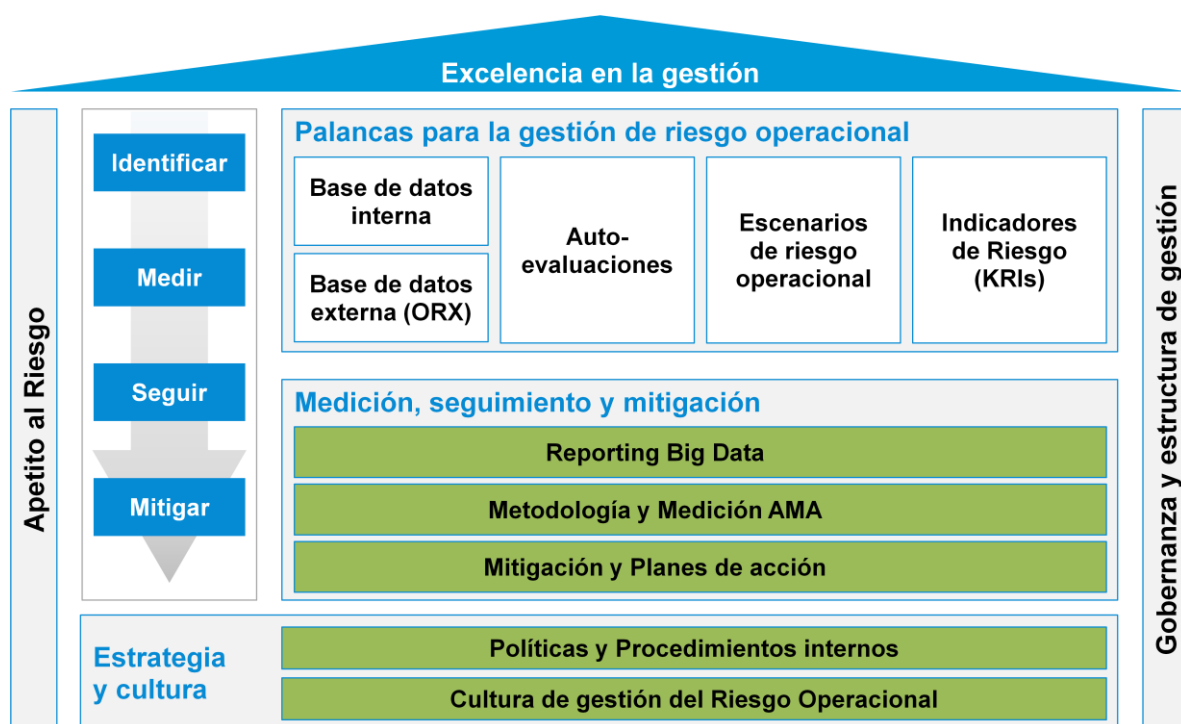 Excelencia en la gestión
Apetito al Riesgo
Identificar
Medir
Seguir
Mitigar
Palancas para la gestión de riesgo operacional
Base de datos
interna
Base de datos
externa (ORX)
Auto-
evaluaciones
Escenarios
de riesgo
operacional
Indicadores
de Riesgo
(KRIs)
Medición, seguimiento y mitigación
Reporting Big Data
Metodología y Medición AMA
Mitigación y Planes de acción
Estrategia
y cultura
Políticas y Procedimientos internos
Cultura de gestión del Riesgo Operacional
Gobernanza y estructura de gestión